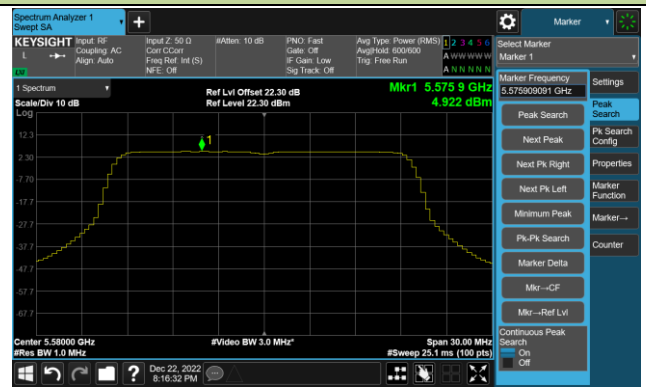 Spectrum Analyzer 1
Swept SA
+
Marker
KEYSIGHT
L
LW
Input: RF
Coupling: AC
Align: Auto
Input Z: 50 Ω
Corr CCorr
Freq Ref: Int (S)
NFE: Off
#Atten: 10 dB
PNO: Fast
Gate: Off
IF Gain: Low
Sig Track: Off
Avg Type: Power (RMS)
Avg|Hold: 600/600
Trig: Free Run
1 2 3 4 5 6
A W W W W W
A N N N N N
Select Marker
Marker 1
1 Spectrum
Scale/Div 10 dB
Log
Ref Lvl Offset 22.30 dB
Ref Level 22.30 dBm
Mkr1 5.575 9 GHz
4.922 dBm
12.3
2.30
-7.70
-17.7
-27.7
-37.7
-47.7
-57.7
-67.7
1
Center 5.58000 GHz
#Res BW 1.0 MHz
#Video BW 3.0 MHz*
Span 30.00 MHz
#Sweep 25.1 ms (100 pts)
Marker Frequency
5.575909091 GHz
Peak Search
Next Peak
Next Pk Right
Next Pk Left
Minimum Peak
Pk-Pk Search
Marker Delta
Mkr→CF
Mkr→Ref Lvl
Continuous Peak
Search
On
Off
Settings
Peak
Search
Pk Search
Config
Properties
Marker
Function
Marker→
Counter
?
Dec 22, 2022
8:16:32 PM